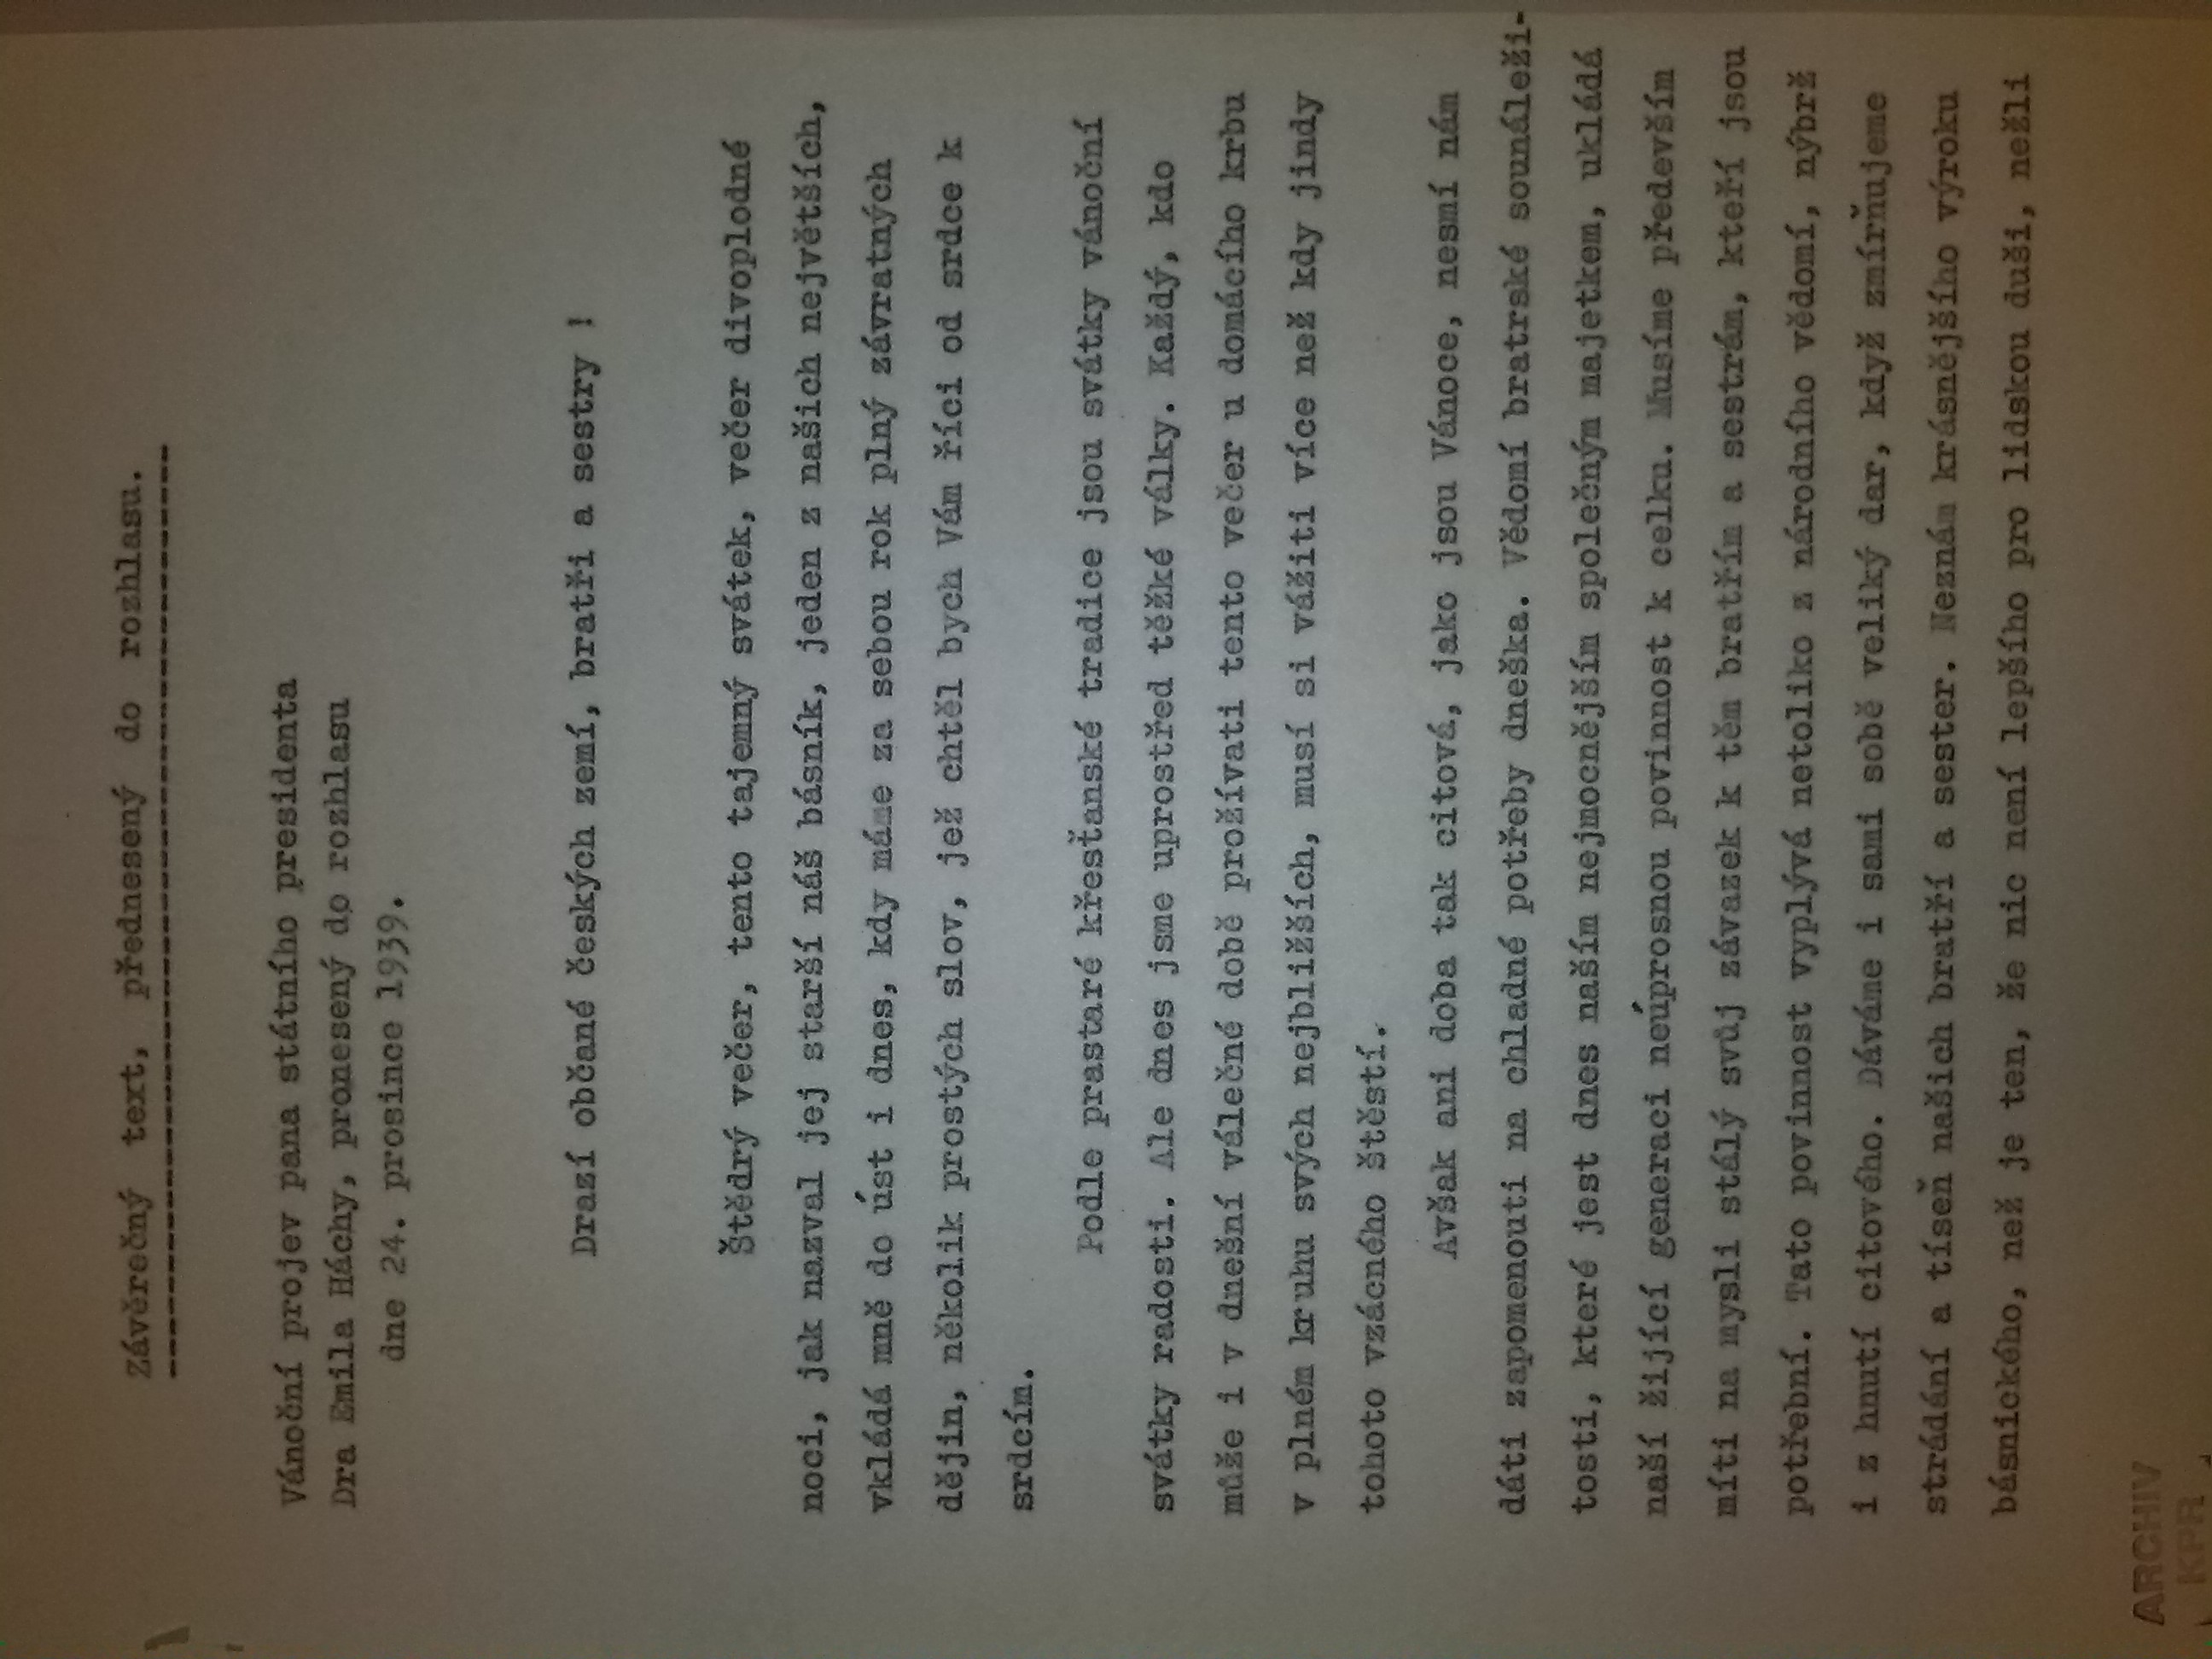 Závěrečný text, přednesený do rozhlasu.
Vánoční projev pana státního presidenta
Dra Emila Háchy, pronesený do rozhlasu
dne 24. prosince 1939.
Drazí občané českých zemí, bratři a sestry !
Štědrý večer, tento tajemný svátek, večer divoplodné
noci, jak nazval jej starší náš básník, jeden z našich největších,
vkládá mně do úst i dnes, kdy máme za sebou rok plný závratných
dějin, několik prostých slov, jež chtěl bych Vám říci od srdce k
srdcím.
Podle prastaré křesťanské tradice jsou svátky vánoční
svátky radosti. Ale dnes jsme uprostřed těžké války. Každý, kdo
může i v dnešní válečné době prožívati tento večer u domácího krbu
v plném kruhu svých nejbližších, musí si vážiti více než kdy jindy
tohoto vzácného štěstí.
Avšak ani doba tak citová, jako jsou Vánoce, nesmí nám
dáti zapomenouti na chladné potřeby dneška. Vědomí bratrské sounáleži-
tosti, které jest dnes naším nejmocnějším společným majetkem, ukládá
naší žijící generaci neúprosnou povinnost k celku. Musíme především
míti na mysli stálý svůj závazek k těm bratřím a sestrám, kteří jsou
potřební. Tato povinnost vyplývá netoliko z národního vědomí, nýbrž
i z hnutí citového. Dáváme i sami sobě veliký dar, když zmírňujeme
strádání a tíseň našich bratří a sester. Neznám krásnějšího výroku
básnického, než je ten, že nic není lepšího pro lidskou duši, nežli
ARCHIV
KPR